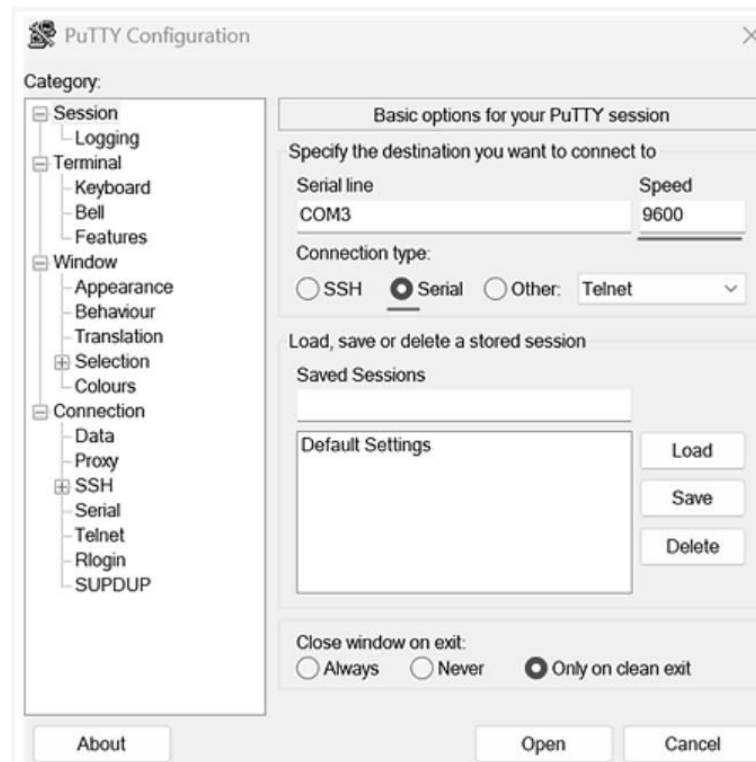 PuTTY Configuration
Category:
Session
Logging
Terminal
Keyboard
Bell
Features
Window
Appearance
Behaviour
Translation
Selection
Colours
Connection
Data
Proxy
SSH
Serial
Telnet
Rlogin
SUPDUP
Basic options for your PuTTY session
Specify the destination you want to connect to
Serial line Speed
COM3 9600
Connection type:
SSH Serial Other: Telnet
Load, save or delete a stored session
Saved Sessions
Default Settings
Load
Save
Delete
Close window on exit:
Always Never Only on clean exit
About Open Cancel